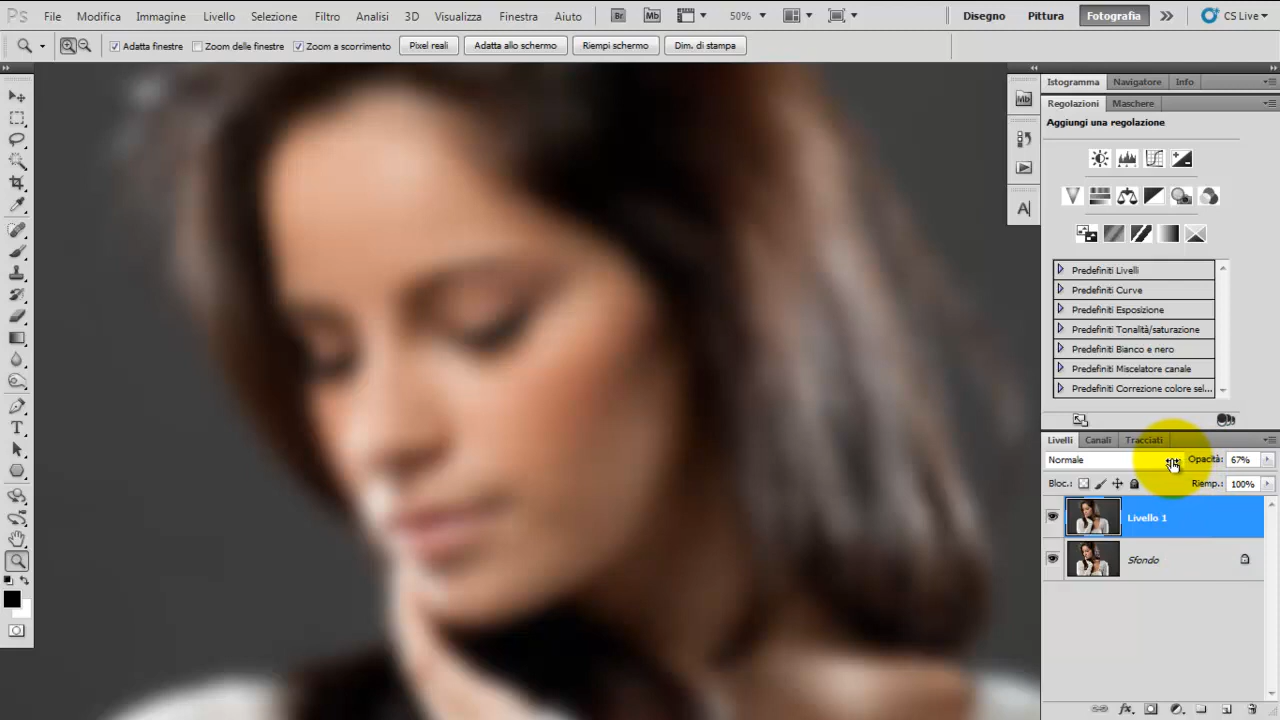 Ps File Modifica Immagine Livello Selezione Filtro Analisi 3D Visualizza Finestra Aiuto Br Mb 50% Disegno Pittura Fotografia CS Live
Adatta finestre Zoom delle finestre Zoom a scorrimento Pixel reali Adatta allo schermo Riempi schermo Dim. di stampa
Istogramma Navigatore Info
Mb
Regolazioni Maschere
Aggiungi una regolazione
A
Predefiniti Livelli
Predefiniti Curve
Predefiniti Esposizione
Predefiniti Tonalità/saturazione
Predefiniti Bianco e nero
Predefiniti Miscelatore canale
Predefiniti Correzione colore sel...
Livelli Canali Tracciati
Normale Opacità: 67%
Bloc.: Riemp.: 100%
Livello 1
Sfondo
T
fx